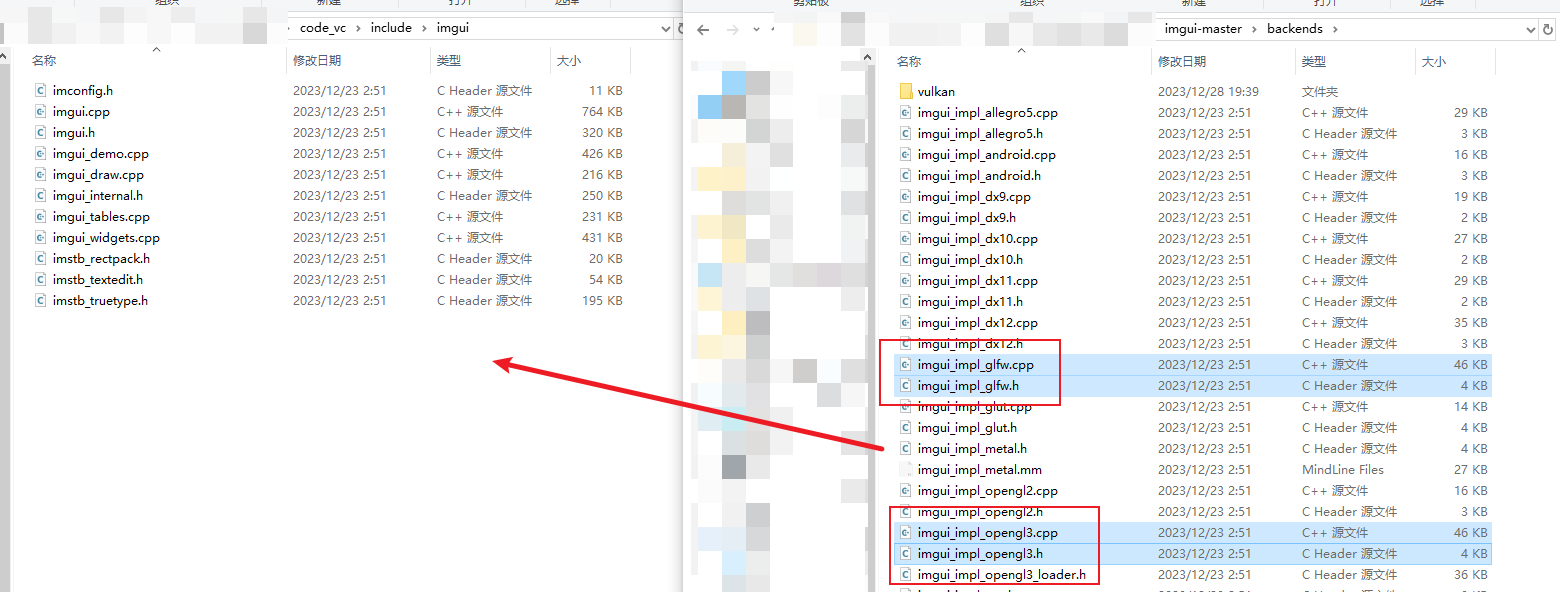 code_vc > include > imgui
名称 修改日期 类型 大小
imconfig.h 2023/12/23 2:51 C Header 源文件 11 KB
imgui.cpp 2023/12/23 2:51 C++ 源文件 764 KB
imgui.h 2023/12/23 2:51 C Header 源文件 320 KB
imgui_demo.cpp 2023/12/23 2:51 C++ 源文件 426 KB
imgui_draw.cpp 2023/12/23 2:51 C++ 源文件 216 KB
imgui_internal.h 2023/12/23 2:51 C Header 源文件 250 KB
imgui_tables.cpp 2023/12/23 2:51 C++ 源文件 231 KB
imgui_widgets.cpp 2023/12/23 2:51 C++ 源文件 431 KB
imstb_rectpack.h 2023/12/23 2:51 C Header 源文件 20 KB
imstb_textedit.h 2023/12/23 2:51 C Header 源文件 54 KB
imstb_truetype.h 2023/12/23 2:51 C Header 源文件 195 KB
imgui-master > backends >
名称 修改日期 类型 大小
vulkan 2023/12/28 19:39 文件夹
imgui_impl_allegro5.cpp 2023/12/23 2:51 C++ 源文件 29 KB
imgui_impl_allegro5.h 2023/12/23 2:51 C Header 源文件 3 KB
imgui_impl_android.cpp 2023/12/23 2:51 C++ 源文件 16 KB
imgui_impl_android.h 2023/12/23 2:51 C Header 源文件 3 KB
imgui_impl_dx9.cpp 2023/12/23 2:51 C++ 源文件 19 KB
imgui_impl_dx9.h 2023/12/23 2:51 C Header 源文件 2 KB
imgui_impl_dx10.cpp 2023/12/23 2:51 C++ 源文件 27 KB
imgui_impl_dx10.h 2023/12/23 2:51 C Header 源文件 2 KB
imgui_impl_dx11.cpp 2023/12/23 2:51 C++ 源文件 29 KB
imgui_impl_dx11.h 2023/12/23 2:51 C Header 源文件 2 KB
imgui_impl_dx12.cpp 2023/12/23 2:51 C++ 源文件 35 KB
imgui_impl_dx12.h 2023/12/23 2:51 C Header 源文件 3 KB
imgui_impl_glfw.cpp 2023/12/23 2:51 C++ 源文件 46 KB
imgui_impl_glfw.h 2023/12/23 2:51 C Header 源文件 4 KB
imgui_impl_glut.cpp 2023/12/23 2:51 C++ 源文件 14 KB
imgui_impl_glut.h 2023/12/23 2:51 C Header 源文件 4 KB
imgui_impl_metal.h 2023/12/23 2:51 C Header 源文件 4 KB
imgui_impl_metal.mm 2023/12/23 2:51 MindLine Files 27 KB
imgui_impl_opengl2.cpp 2023/12/23 2:51 C++ 源文件 16 KB
imgui_impl_opengl2.h 2023/12/23 2:51 C Header 源文件 3 KB
imgui_impl_opengl3.cpp 2023/12/23 2:51 C++ 源文件 46 KB
imgui_impl_opengl3.h 2023/12/23 2:51 C Header 源文件 4 KB
imgui_impl_opengl3_loader.h 2023/12/23 2:51 C Header 源文件 36 KB